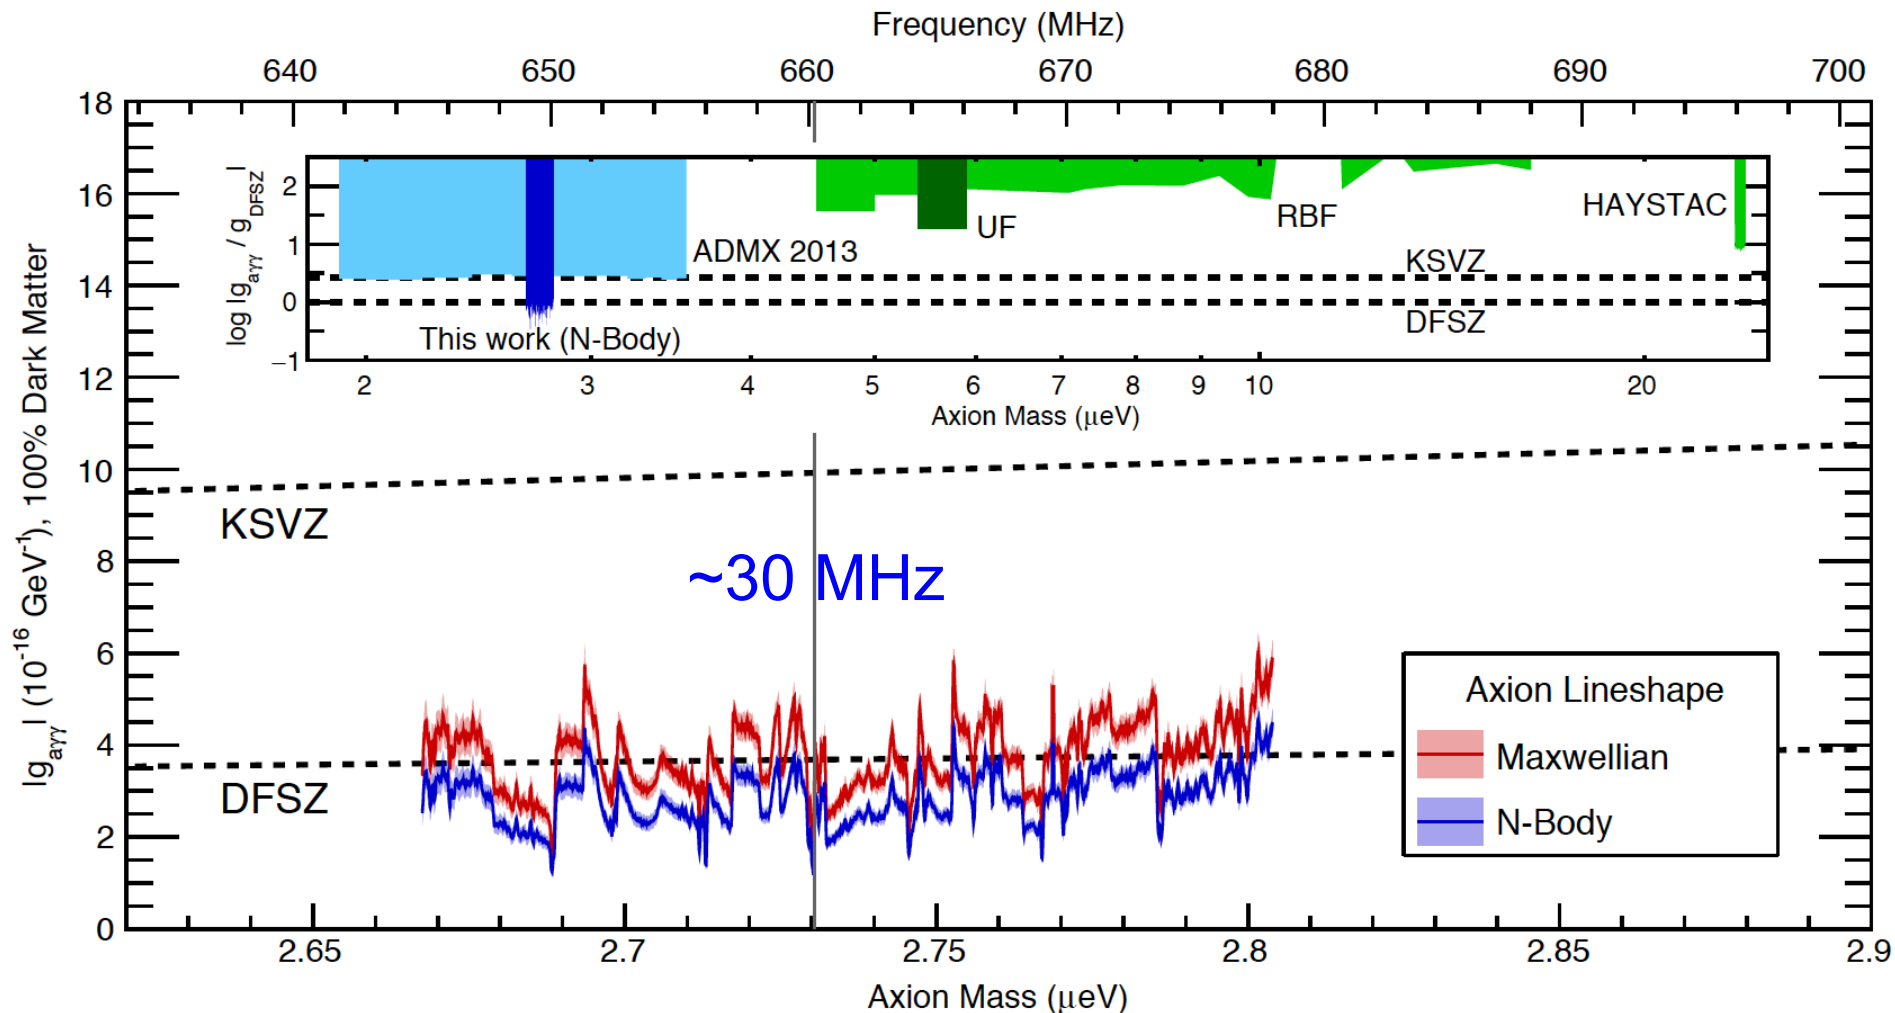 Frequency (MHz)
640 650 660 670 680 690 700
18
16
14
12
10
8
6
4
2
0
|g_aγγ| (10^-16 GeV^-1), 100% Dark Matter
log |g_aγγ / g_DFSZ|
2
1
0
−1
ADMX 2013
UF
RBF
HAYSTAC
KSVZ
DFSZ
This work (N-Body)
2 3 4 5 6 7 8 9 10 20
Axion Mass (μeV)
KSVZ
~30 MHz
DFSZ
Axion Lineshape
Maxwellian
N-Body
2.65 2.7 2.75 2.8 2.85 2.9
Axion Mass (μeV)